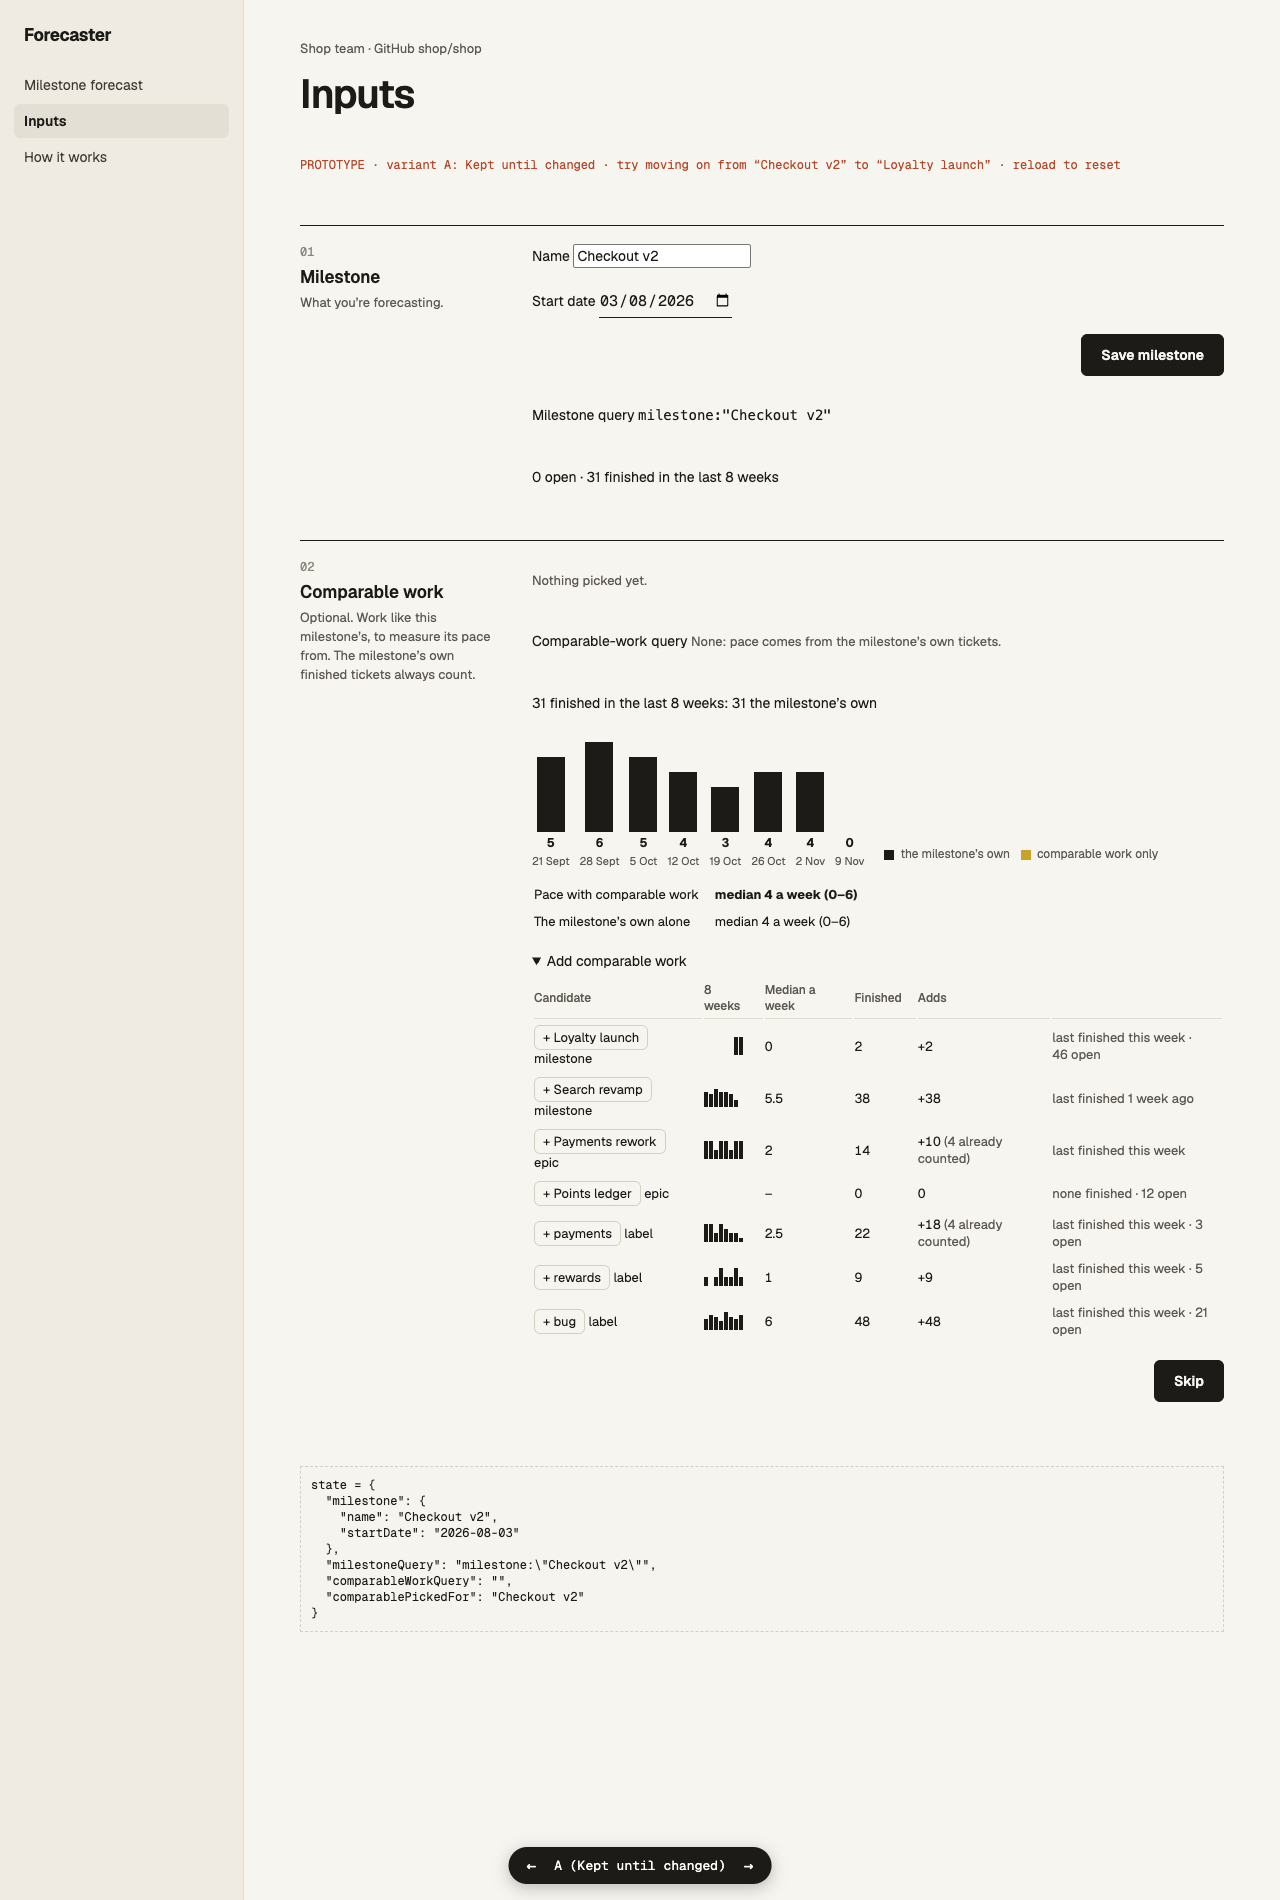 Forecaster
Milestone forecast
Inputs
How it works
Shop team · GitHub shop/shop
Inputs
PROTOTYPE · variant A: Kept until changed · try moving on from “Checkout v2” to “Loyalty launch” · reload to reset
01
Milestone
What you’re forecasting.
Name Checkout v2
Start date 03/08/2026
Save milestone
Milestone query milestone:"Checkout v2"
0 open · 31 finished in the last 8 weeks
02
Comparable work
Optional. Work like this
milestone’s, to measure its pace
from. The milestone’s own
finished tickets always count.
Nothing picked yet.
Comparable-work query None: pace comes from the milestone’s own tickets.
31 finished in the last 8 weeks: 31 the milestone’s own
5 6 5 4 3 4 4 0
21 Sept 28 Sept 5 Oct 12 Oct 19 Oct 26 Oct 2 Nov 9 Nov
the milestone’s own comparable work only
Pace with comparable work median 4 a week (0–6)
The milestone’s own alone median 4 a week (0–6)
▼ Add comparable work
Candidate 8 weeks Median a week Finished Adds
+ Loyalty launch milestone 0 2 +2 last finished this week · 46 open
+ Search revamp milestone 5.5 38 +38 last finished 1 week ago
+ Payments rework epic 2 14 +10 (4 already counted) last finished this week
+ Points ledger epic – 0 0 none finished · 12 open
+ payments label 2.5 22 +18 (4 already counted) last finished this week · 3 open
+ rewards label 1 9 +9 last finished this week · 5 open
+ bug label 6 48 +48 last finished this week · 21 open
Skip
state = {
  "milestone": {
    "name": "Checkout v2",
    "startDate": "2026-08-03"
  },
  "milestoneQuery": "milestone:\"Checkout v2\"",
  "comparableWorkQuery": "",
  "comparablePickedFor": "Checkout v2"
}
← A (Kept until changed) →